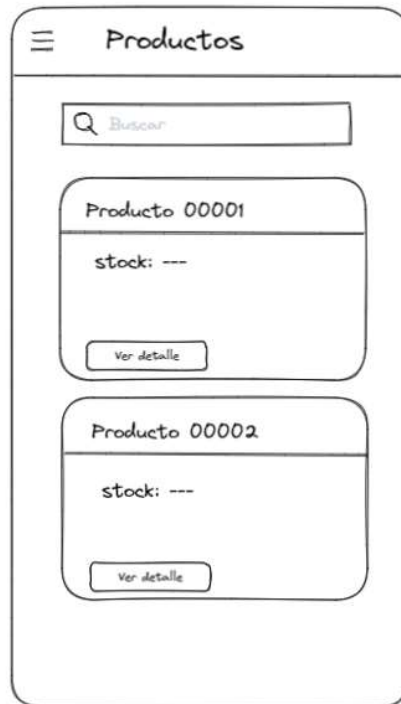 Productos
Buscar
Producto 00001
stock: ---
Ver detalle
Producto 00002
stock: ---
Ver detalle